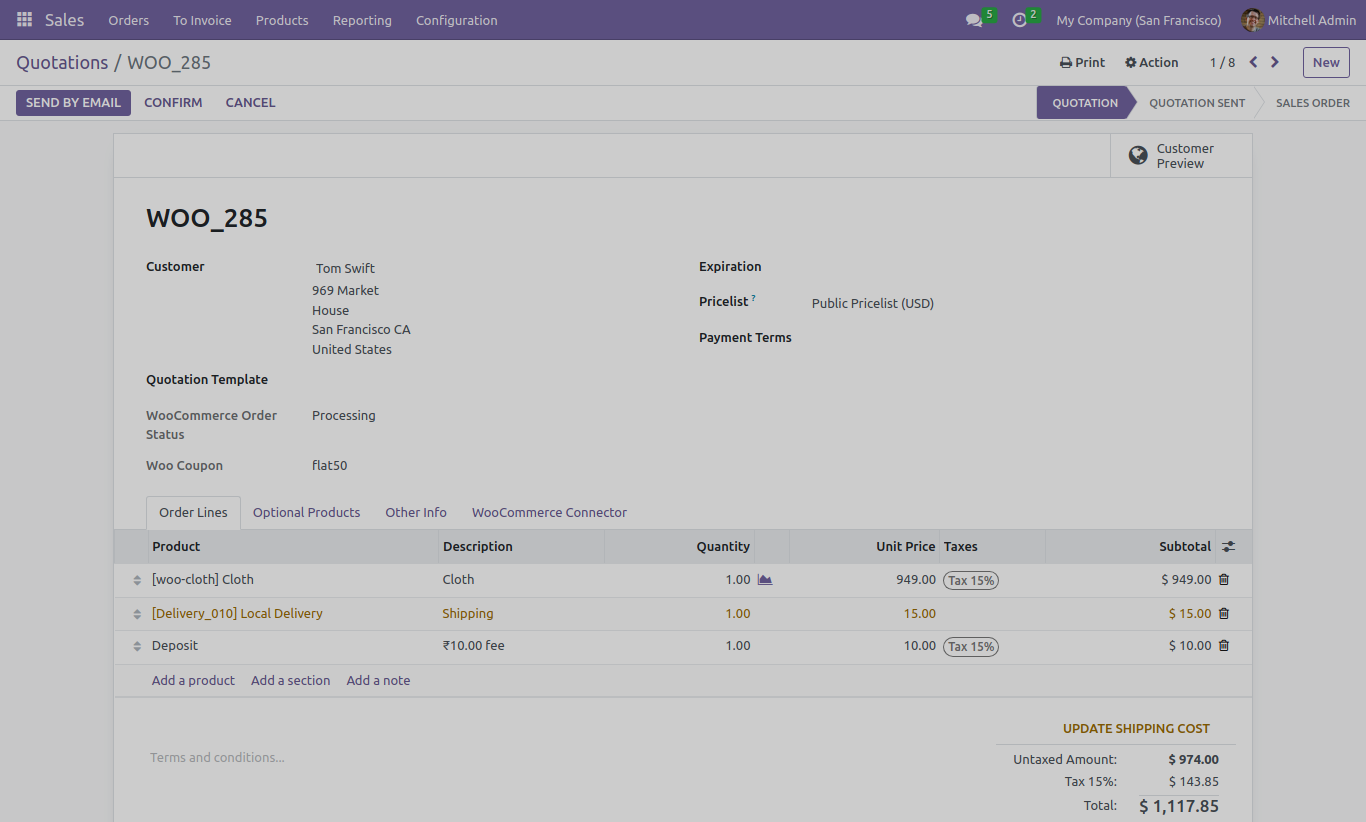 Sales Orders To Invoice Products Reporting Configuration 5 2 My Company (San Francisco) Mitchell Admin
Quotations / WOO_285 Print Action 1 / 8 New
SEND BY EMAIL CONFIRM CANCEL QUOTATION QUOTATION SENT SALES ORDER
Customer
Preview
WOO_285
Customer Tom Swift
969 Market
House
San Francisco CA
United States
Expiration
Pricelist ? Public Pricelist (USD)
Payment Terms
Quotation Template
WooCommerce Order
Status Processing
Woo Coupon flat50
Order Lines Optional Products Other Info WooCommerce Connector
Product Description Quantity Unit Price Taxes Subtotal
[woo-cloth] Cloth Cloth 1.00 949.00 Tax 15% $ 949.00
[Delivery_010] Local Delivery Shipping 1.00 15.00 $ 15.00
Deposit ₹10.00 fee 1.00 10.00 Tax 15% $ 10.00
Add a product Add a section Add a note
UPDATE SHIPPING COST
Terms and conditions...
Untaxed Amount: $ 974.00
Tax 15%: $ 143.85
Total: $ 1,117.85